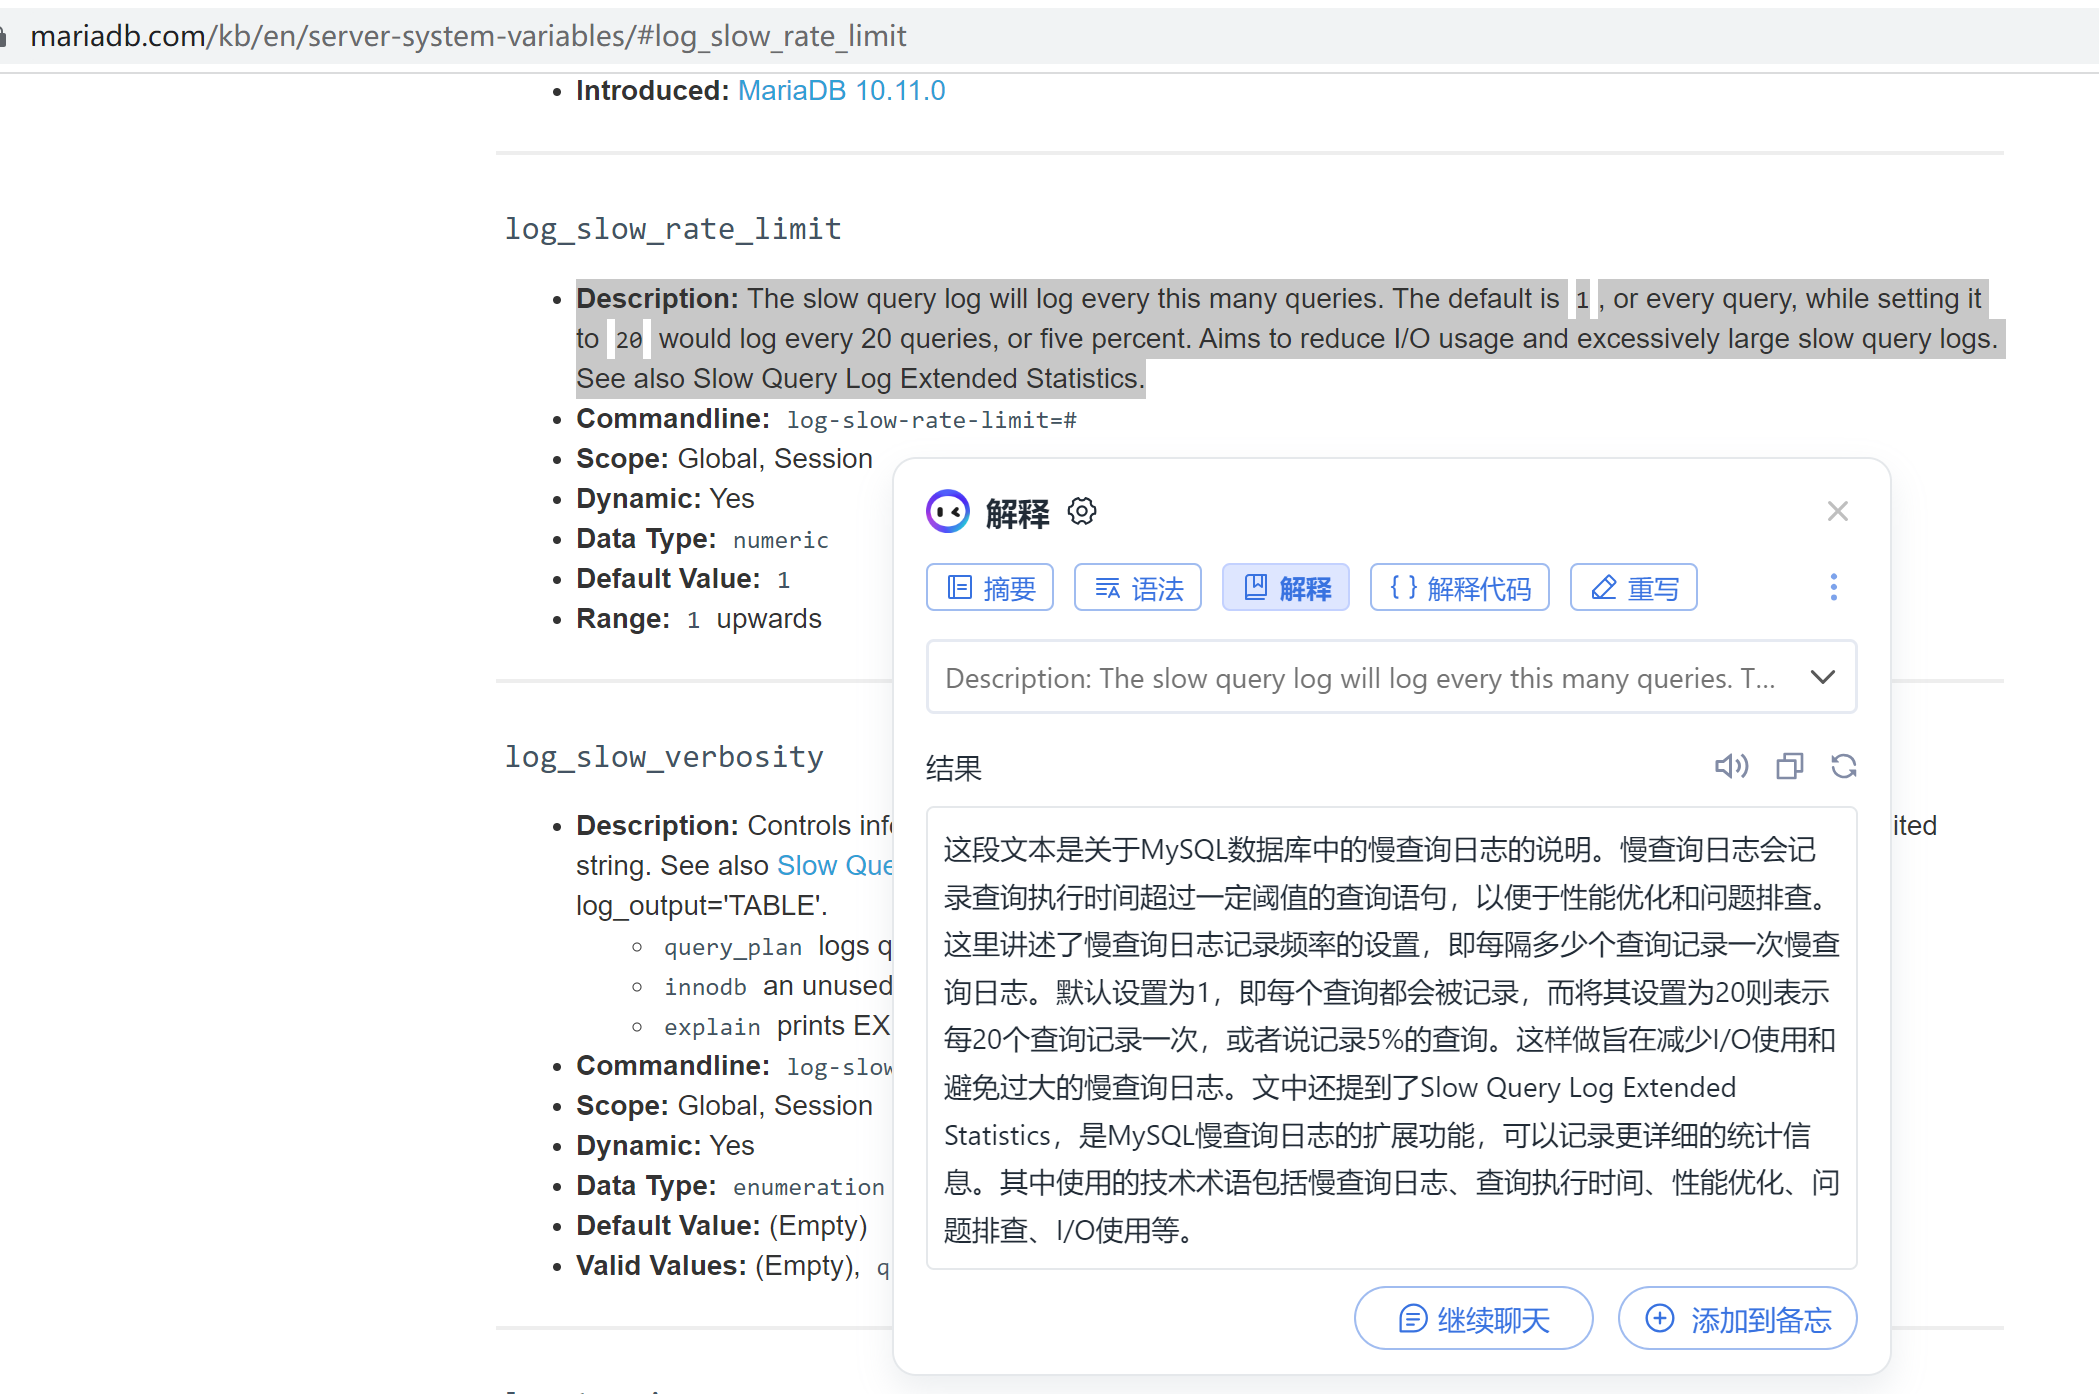 mariadb.com/kb/en/server-system-variables/#log_slow_rate_limit
• Introduced: MariaDB 10.11.0
log_slow_rate_limit
• Description: The slow query log will log every this many queries. The default is 1 , or every query, while setting it
to 20 would log every 20 queries, or five percent. Aims to reduce I/O usage and excessively large slow query logs.
See also Slow Query Log Extended Statistics.
• Commandline: log-slow-rate-limit=#
• Scope: Global, Session
• Dynamic: Yes
• Data Type: numeric
• Default Value: 1
• Range: 1 upwards
log_slow_verbosity
• Description: Controls inf
ited
string. See also Slow Que
log_output='TABLE'.
◦ query_plan logs q
◦ innodb an unused
◦ explain prints EX
• Commandline: log-slow
• Scope: Global, Session
• Dynamic: Yes
• Data Type: enumeration
• Default Value: (Empty)
• Valid Values: (Empty), q
解释
摘要 语法 解释 { } 解释代码 重写
Description: The slow query log will log every this many queries. T...
结果
这段文本是关于MySQL数据库中的慢查询日志的说明。慢查询日志会记
录查询执行时间超过一定阈值的查询语句，以便于性能优化和问题排查。
这里讲述了慢查询日志记录频率的设置，即每隔多少个查询记录一次慢查
询日志。默认设置为1，即每个查询都会被记录，而将其设置为20则表示
每20个查询记录一次，或者说记录5%的查询。这样做旨在减少I/O使用和
避免过大的慢查询日志。文中还提到了Slow Query Log Extended
Statistics，是MySQL慢查询日志的扩展功能，可以记录更详细的统计信
息。其中使用的技术术语包括慢查询日志、查询执行时间、性能优化、问
题排查、I/O使用等。
继续聊天 添加到备忘